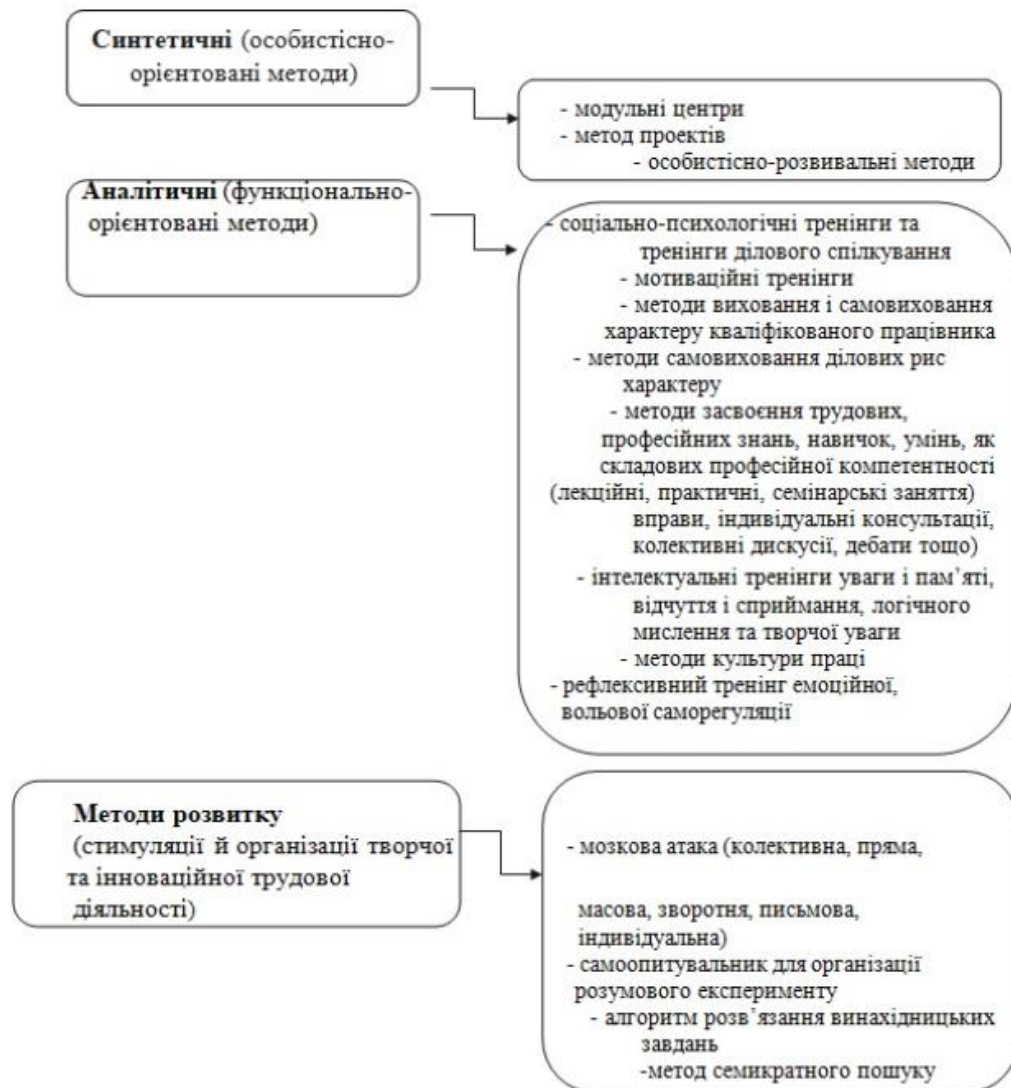 Синтетичні (особистісно-
орієнтовані методи)
- модульні центри
- метод проектів
- особистісно-розвивальні методи
Аналітичні (функціонально-
орієнтовані методи)
- соціально-психологічні тренінги та
тренінги ділового спілкування
- мотиваційні тренінги
- методи виховання і самовиховання
характеру кваліфікованого працівника
- методи самовиховання ділових рис
характеру
- методи засвоєння трудових,
професійних знань, навичок, умінь, як
складових професійної компетентності
(лекційні, практичні, семінарські заняття)
вправи, індивідуальні консультації,
колективні дискусії, дебати тощо)
- інтелектуальні тренінги уваги і пам’яті,
відчуття і сприймання, логічного
мислення та творчої уваги
- методи культури праці
- рефлексивний тренінг емоційної,
вольової саморегуляції
Методи розвитку
(стимуляції й організації творчої
та інноваційної трудової
діяльності)
- мозкова атака (колективна, пряма,
масова, зворотня, письмова,
індивідуальна)
- самоопитувальник для організації
розумового експерименту
- алгоритм розв’язання винахідницьких
завдань
-метод семикратного пошуку